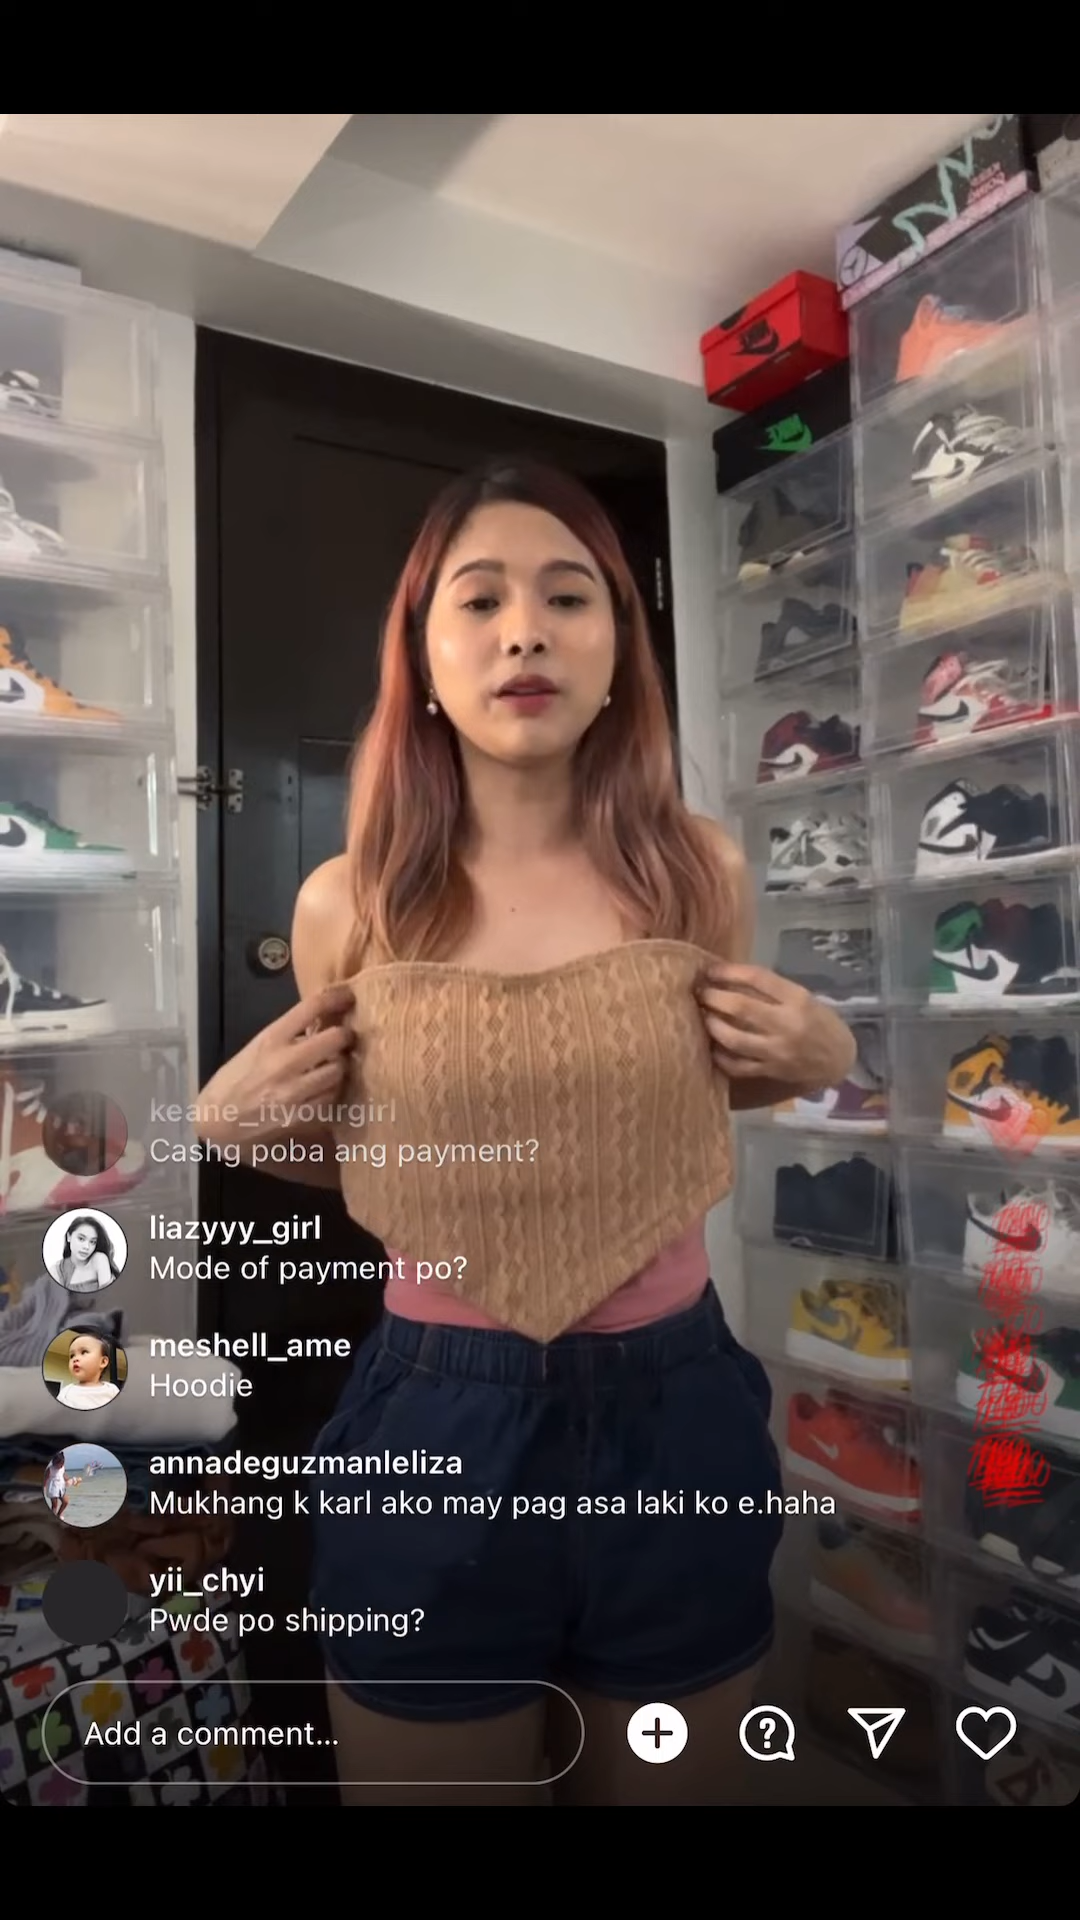 keane_ityourgirl
Cashg poba ang payment?
liazyyy_girl
Mode of payment po?
meshell_ame
Hoodie
annadeguzmanleliza
Mukhang k karl ako may pag asa laki ko e.haha
yii_chyi
Pwde po shipping?
Add a comment...